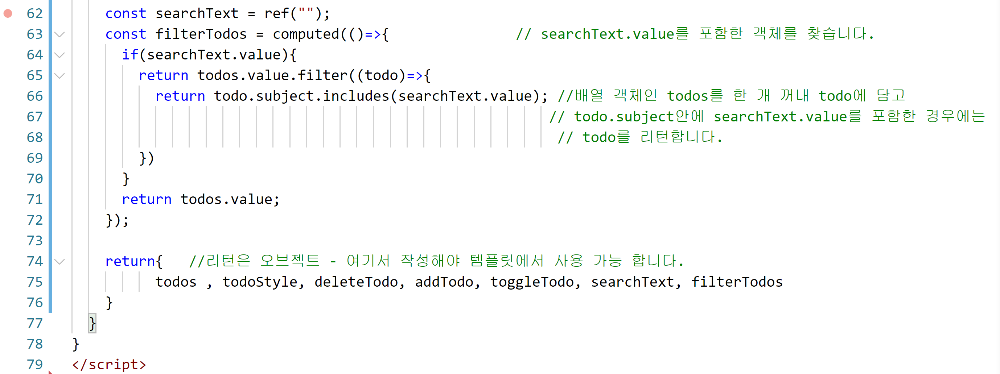 62 const searchText = ref("");
63 const filterTodos = computed(()=>{ // searchText.value를 포함한 객체를 찾습니다.
64 if(searchText.value){
65 return todos.value.filter((todo)=>{
66 return todo.subject.includes(searchText.value); //배열 객체인 todos를 한 개 꺼내 todo에 담고
67 // todo.subject안에 searchText.value를 포함한 경우에는
68 // todo를 리턴합니다.
69 })
70 }
71 return todos.value;
72 });
73
74 return{ //리턴은 오브젝트 - 여기서 작성해야 템플릿에서 사용 가능 합니다.
75 todos , todoStyle, deleteTodo, addTodo, toggleTodo, searchText, filterTodos
76 }
77 }
78 }
79 </script>